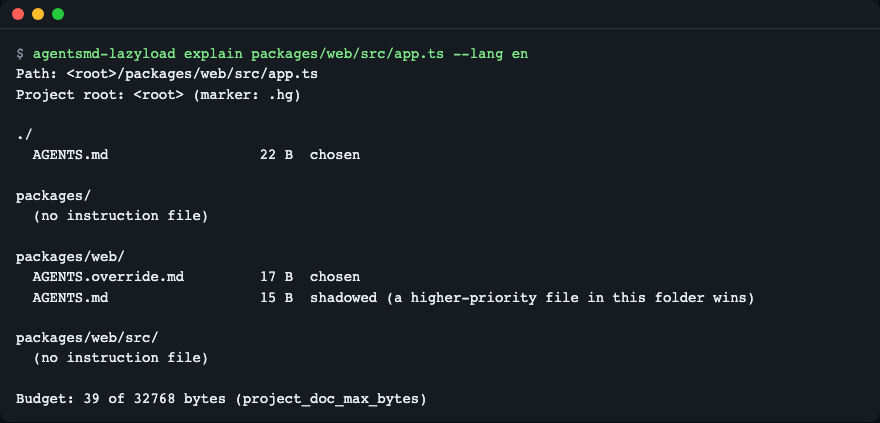 $ agentsmd-lazyload explain packages/web/src/app.ts --lang en
Path: <root>/packages/web/src/app.ts
Project root: <root> (marker: .hg)
./
AGENTS.md 22 B chosen
packages/
(no instruction file)
packages/web/
AGENTS.override.md 17 B chosen
AGENTS.md 15 B shadowed (a higher-priority file in this folder wins)
packages/web/src/
(no instruction file)
Budget: 39 of 32768 bytes (project_doc_max_bytes)